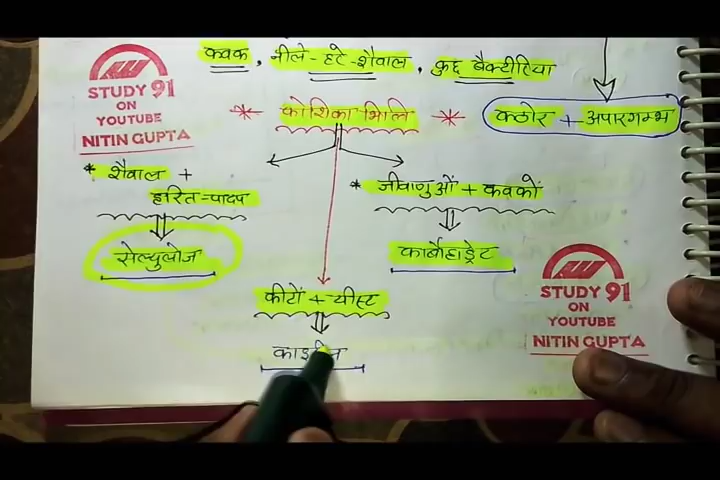 कवक, नीले-हरे-शैवाल, कुछ बैक्टीरिया
STUDY 91
ON
YOUTUBE
NITIN GUPTA
* कोशिका-भित्ति *
कठोर + अपारगम्भ
* शैवाल +
हरित-पादप
* जीवाणुओं + कवकों
सेल्युलोज
कार्बोहाड्रेट
कीटों + यीस्ट
STUDY 91
ON
YOUTUBE
NITIN GUPTA